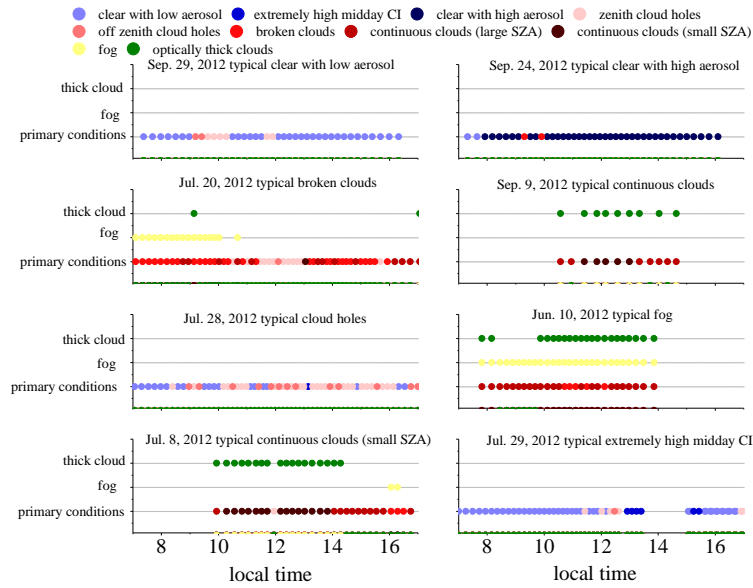 clear with low aerosol extremely high midday CI clear with high aerosol zenith cloud holes
off zenith cloud holes broken clouds continuous clouds (large SZA) continuous clouds (small SZA)
fog optically thick clouds
Sep. 29, 2012 typical clear with low aerosol
thick cloud
fog
primary conditions
Sep. 24, 2012 typical clear with high aerosol
Jul. 20, 2012 typical broken clouds
thick cloud
fog
primary conditions
Sep. 9, 2012 typical continuous clouds
Jul. 28, 2012 typical cloud holes
thick cloud
fog
primary conditions
Jun. 10, 2012 typical fog
Jul. 8, 2012 typical continuous clouds (small SZA)
thick cloud
fog
primary conditions
8 10 12 14 16
local time
Jul. 29, 2012 typical extremely high midday CI
8 10 12 14 16
local time